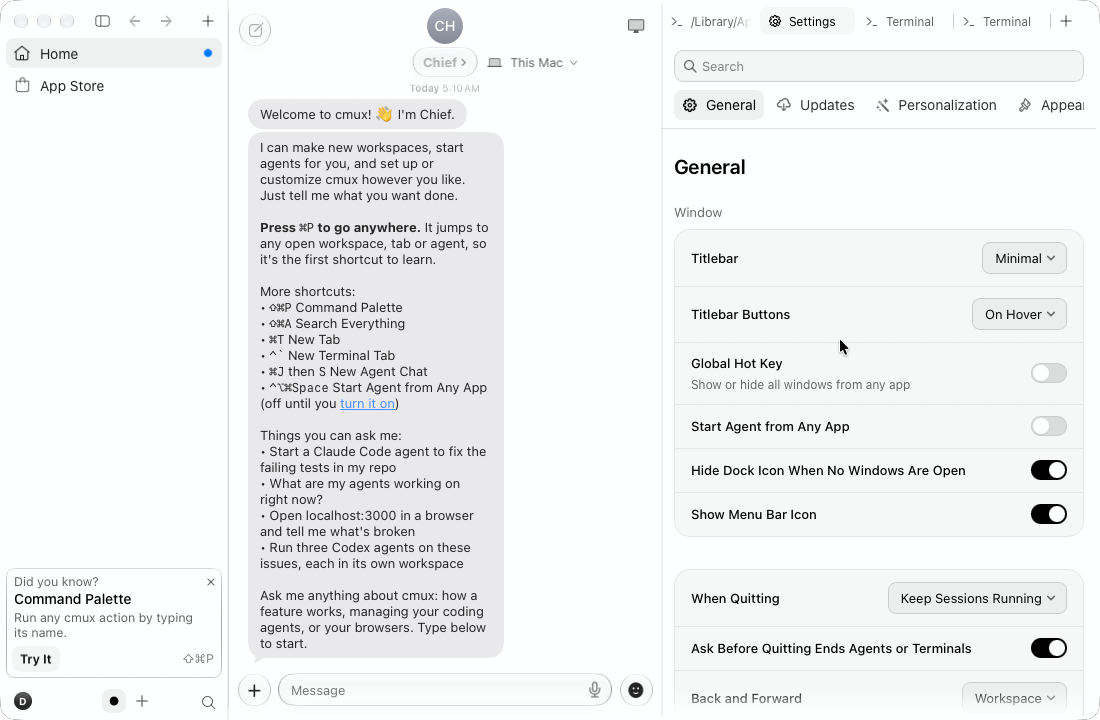 Home
App Store
Did you know?
Command Palette
Run any cmux action by typing
its name.
Try It
⇧⌘P
D
CH
Chief
This Mac
Today 5:10 AM
Welcome to cmux! 👋 I'm Chief.
I can make new workspaces, start
agents for you, and set up or
customize cmux however you like.
Just tell me what you want done.
Press ⌘P to go anywhere. It jumps to
any open workspace, tab or agent, so
it's the first shortcut to learn.
More shortcuts:
• ⇧⌘P Command Palette
• ⇧⌘A Search Everything
• ⌘T New Tab
• ^` New Terminal Tab
• ⌘J then S New Agent Chat
• ^⌥⌘Space Start Agent from Any App
(off until you turn it on)
Things you can ask me:
• Start a Claude Code agent to fix the
failing tests in my repo
• What are my agents working on
right now?
• Open localhost:3000 in a browser
and tell me what's broken
• Run three Codex agents on these
issues, each in its own workspace
Ask me anything about cmux: how a
feature works, managing your coding
agents, or your browsers. Type below
to start.
Message
/Library/Ap
Settings
Terminal
Terminal
Search
General
Updates
Personalization
Appear
General
Window
Titlebar
Minimal
Titlebar Buttons
On Hover
Global Hot Key
Show or hide all windows from any app
Start Agent from Any App
Hide Dock Icon When No Windows Are Open
Show Menu Bar Icon
When Quitting
Keep Sessions Running
Ask Before Quitting Ends Agents or Terminals
Back and Forward
Workspace